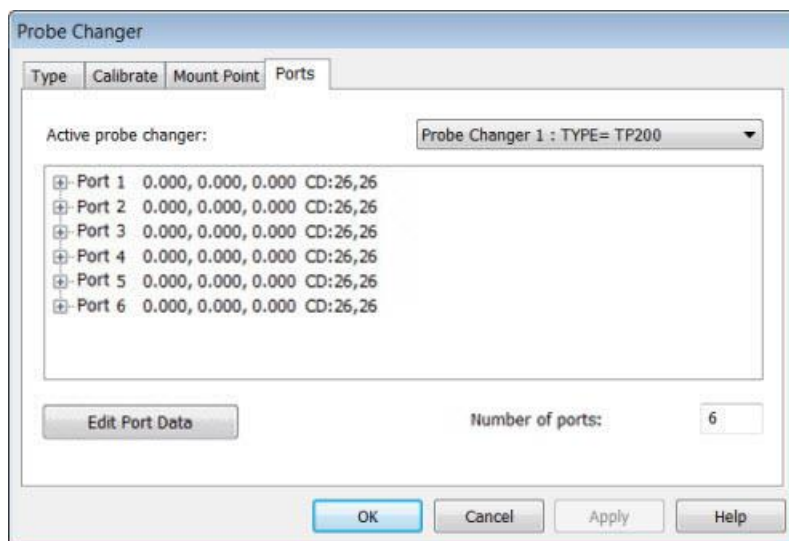 Probe Changer
Type Calibrate Mount Point Ports
Active probe changer: Probe Changer 1 : TYPE= TP200
Port 1 0.000, 0.000, 0.000 CD:26,26
Port 2 0.000, 0.000, 0.000 CD:26,26
Port 3 0.000, 0.000, 0.000 CD:26,26
Port 4 0.000, 0.000, 0.000 CD:26,26
Port 5 0.000, 0.000, 0.000 CD:26,26
Port 6 0.000, 0.000, 0.000 CD:26,26
Edit Port Data Number of ports: 6
OK Cancel Apply Help